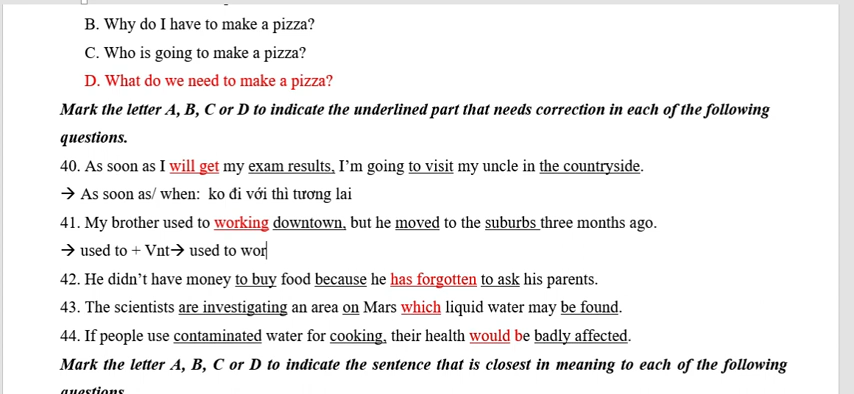 B. Why do I have to make a pizza?
C. Who is going to make a pizza?
D. What do we need to make a pizza?
Mark the letter A, B, C or D to indicate the underlined part that needs correction in each of the following
questions.
40. As soon as I will get my exam results, I’m going to visit my uncle in the countryside.
→ As soon as/ when: ko đi với thì tương lai
41. My brother used to working downtown, but he moved to the suburbs three months ago.
→ used to + Vnt→ used to wor
42. He didn’t have money to buy food because he has forgotten to ask his parents.
43. The scientists are investigating an area on Mars which liquid water may be found.
44. If people use contaminated water for cooking, their health would be badly affected.
Mark the letter A, B, C or D to indicate the sentence that is closest in meaning to each of the following
questions